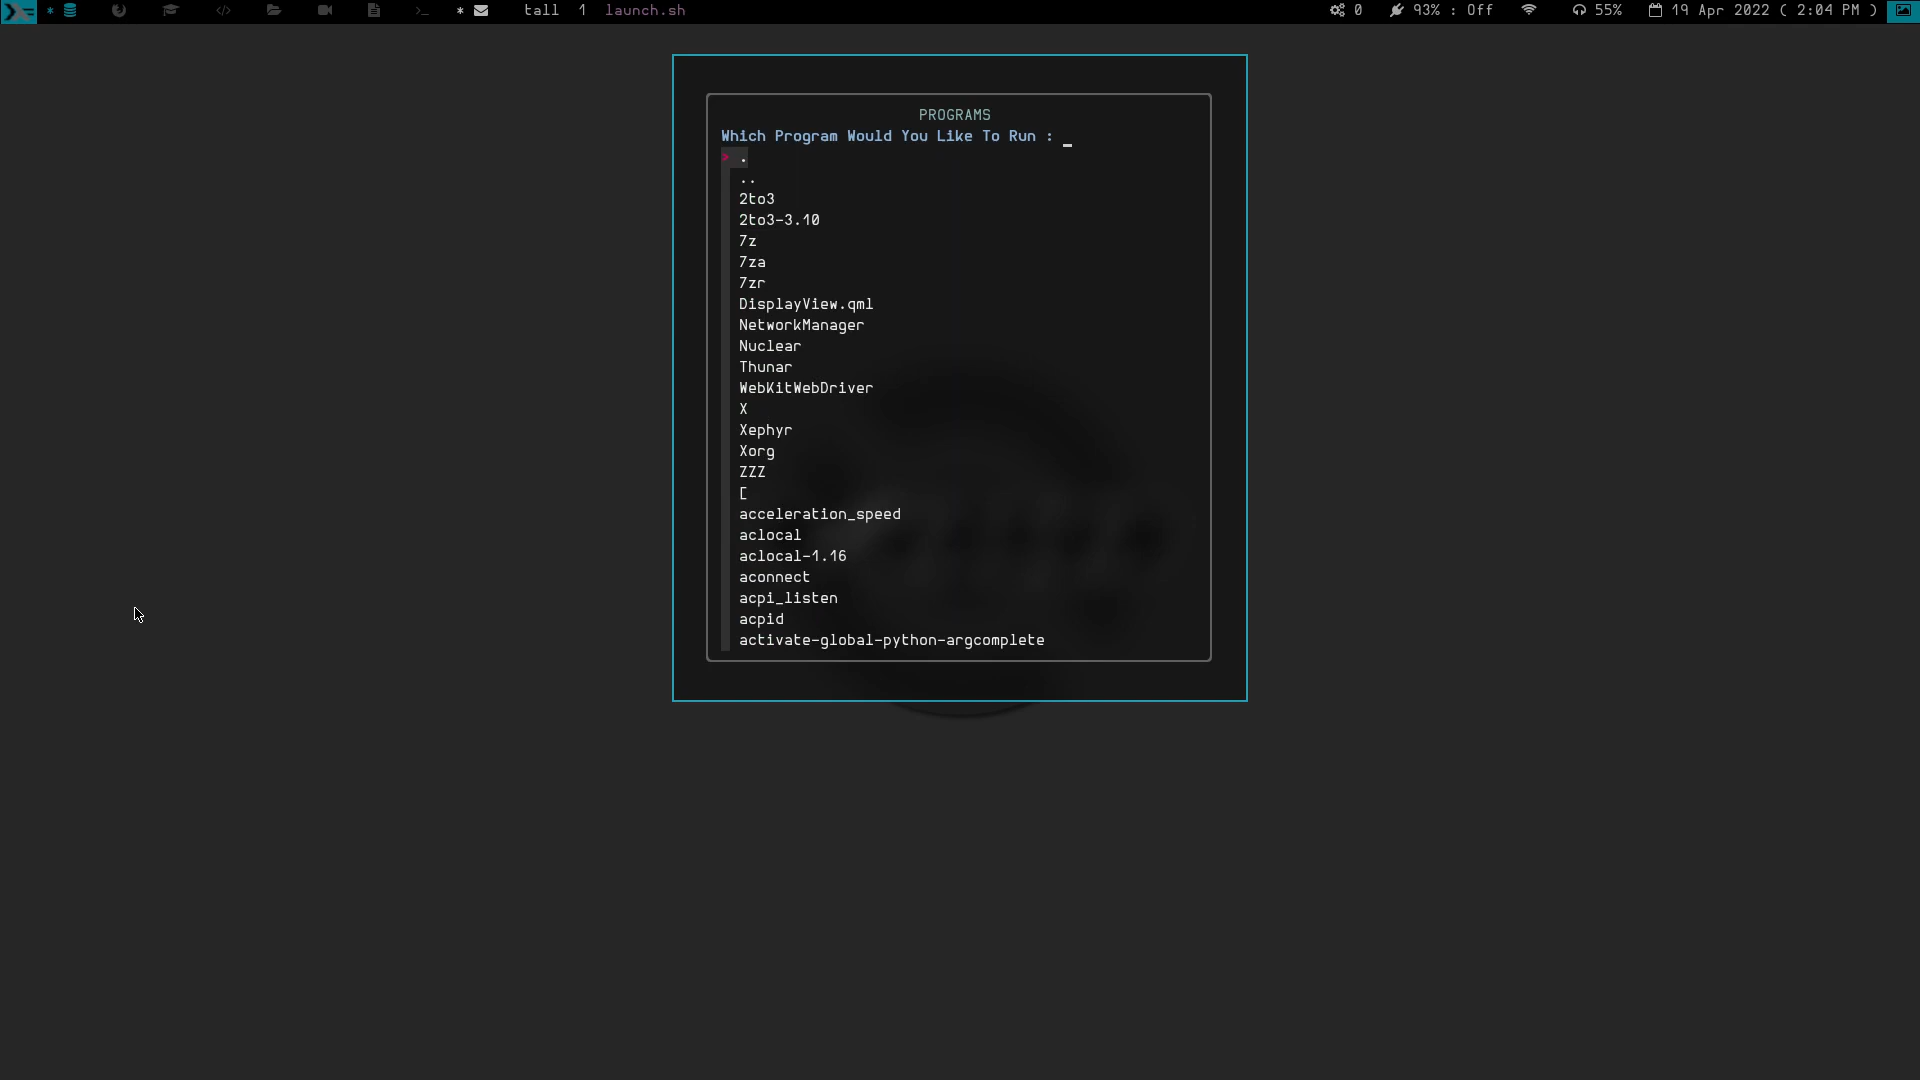 * * tall 1 launch.sh 0 93% : Off 55% 19 Apr 2022 ( 2:04 PM )
PROGRAMS
Which Program Would You Like To Run : _
> .
..
2to3
2to3-3.10
7z
7za
7zr
DisplayView.qml
NetworkManager
Nuclear
Thunar
WebKitWebDriver
X
Xephyr
Xorg
ZZZ
[
acceleration_speed
aclocal
aclocal-1.16
aconnect
acpi_listen
acpid
activate-global-python-argcomplete